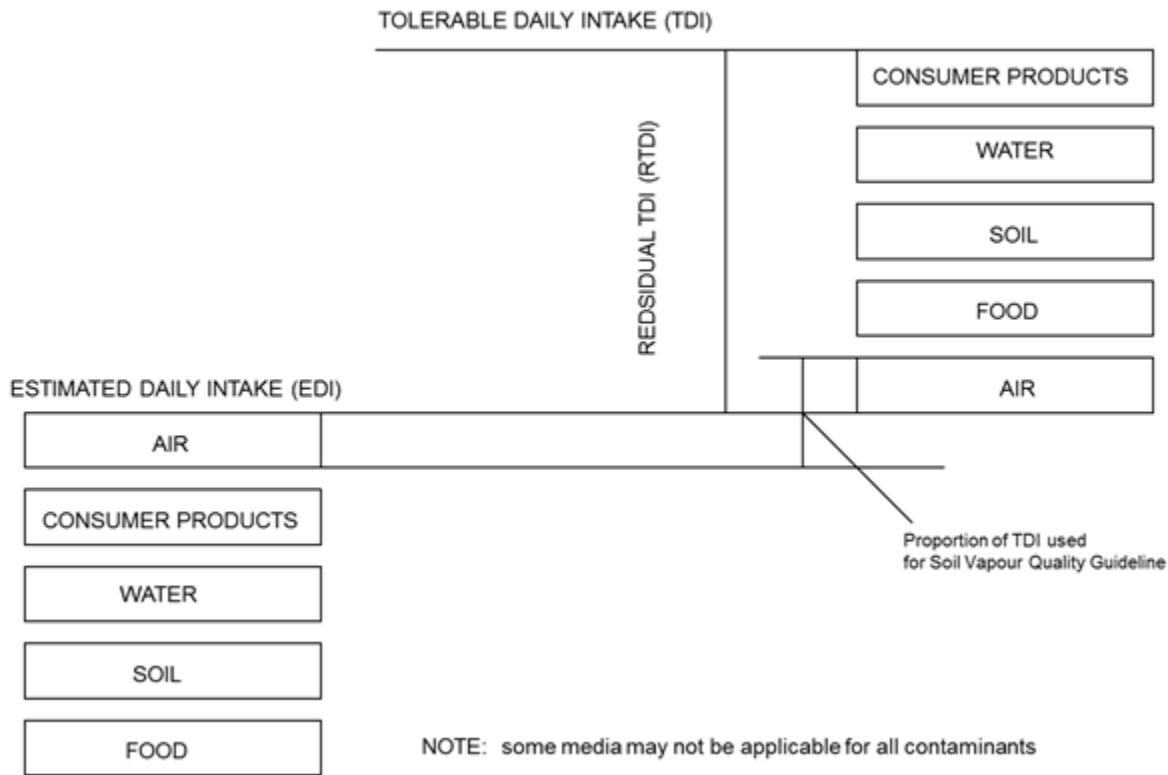 TOLERABLE DAILY INTAKE (TDI)
CONSUMER PRODUCTS
WATER
SOIL
FOOD
AIR
REDSIDUAL TDI (RTDI)
ESTIMATED DAILY INTAKE (EDI)
AIR
CONSUMER PRODUCTS
WATER
SOIL
FOOD
Proportion of TDI used
for Soil Vapour Quality Guideline
NOTE: some media may not be applicable for all contaminants